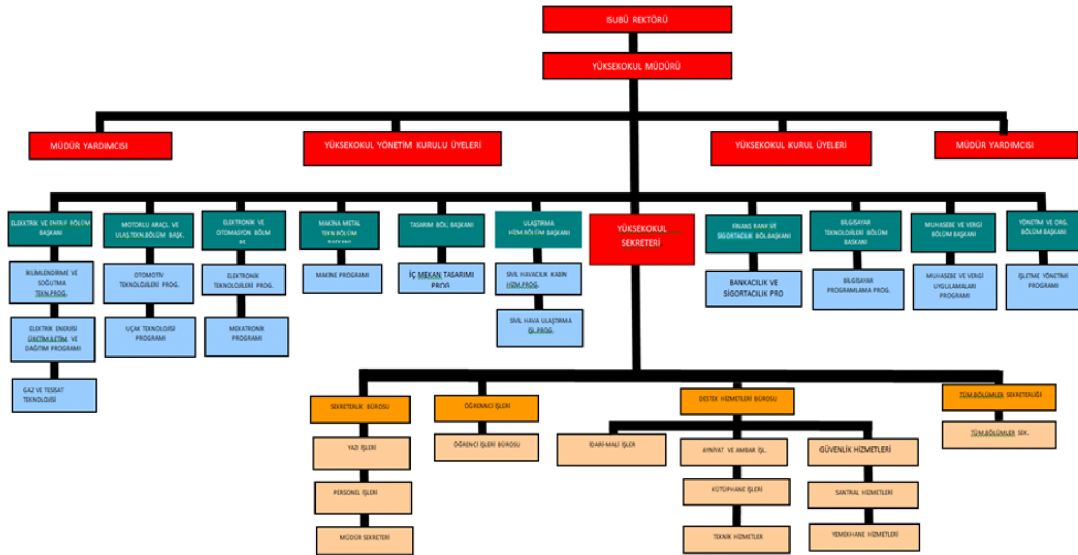 ISUBÜ REKTÖRÜ
YÜKSEKOKUL MÜDÜRÜ
MÜDÜR YARDIMCISI
YÜKSEKOKUL YÖNETİM KURULU ÜYELERİ
YÜKSEKOKUL KURUL ÜYELERİ
MÜDÜR YARDIMCISI
ELEKTRİK VE ENERJİ BÖLÜM
BAŞKANI
MOTORLU ARAÇ. VE
ULAŞ.TEKN.BÖLÜM BAŞK.
ELEKTRONİK VE
OTOMASYON BÖLM
MAKİNA METAL
TEKN.BÖLÜM
TASARIM BÖL. BAŞKANI
ULAŞTIRMA
HİZM.BÖLÜM BAŞKANI
YÜKSEKOKUL
SEKRETERİ
FİNANS BANK VE
SİGORTACILIK BÖL.BAŞKANI
BILGISAYAR
TEKNOLOJİLERİ BÖLÜM
BASKANI
MUHASEBE VE VERGİ
BÖLÜM BAŞKANI
YÖNETİM VE ORG.
BÖLÜM BAŞKANI
İKLİMLENDİRME VE
SOĞUTMA
TEKN.PROG.
OTOMOTİV
TEKNOLOJİLERİ PROG.
ELEKTRONİK
TEKNOLOJİLERİ PROG.
MAKİNE PROGRAMI
İÇ MEKAN TASARIMI
PROG
SİVİL HAVACILIK KABİN
HİZM.PROG.
BANKACILIK VE
SİGORTACILIK PRO
BİLGİSAYAR
PROGRAMLAMA PROG.
MUHASEBE VE VERGİ
UYGULAMALARI
PROGRAMI
İŞLETME YÖNETİMİ
PROGRAMI
ELEKTRİK ENERJİSİ
ÜRETİM,İLETİM VE
DAĞITIM PROGRAMI
UÇAK TEKNOLOJİSİ
PROGRAMI
MEKATRONİK
PROGRAMI
SİVİL HAVA ULAŞTIRMA
İŞL.PROG.
GAZ VE TESİSAT
TEKNOLOJİSİ
SEKRETERLİK BÜROSU
ÖĞRENNCİ İŞLERİ
DESTEK HİZMETLERİ BÜROSU
TÜM.BÖLÜMLER SEKRETERLİĞİ
YAZI İŞLERİ
ÖĞRENCİ İŞLERİ BÜROSU
İDARİ-MALİ İŞLER
AYNİYAT VE AMBAR İŞL.
GÜVENLİK HİZMETLERİ
TÜM.BÖLÜMLER SEK.
PERSONEL İŞLERİ
KÜTÜPHANE İŞLERİ
SANTRAL HİZMETLERİ
MÜDÜR SEKRETERİ
TEKNİK HİZMETLER
YEMEKHANE HİZMETLERİ